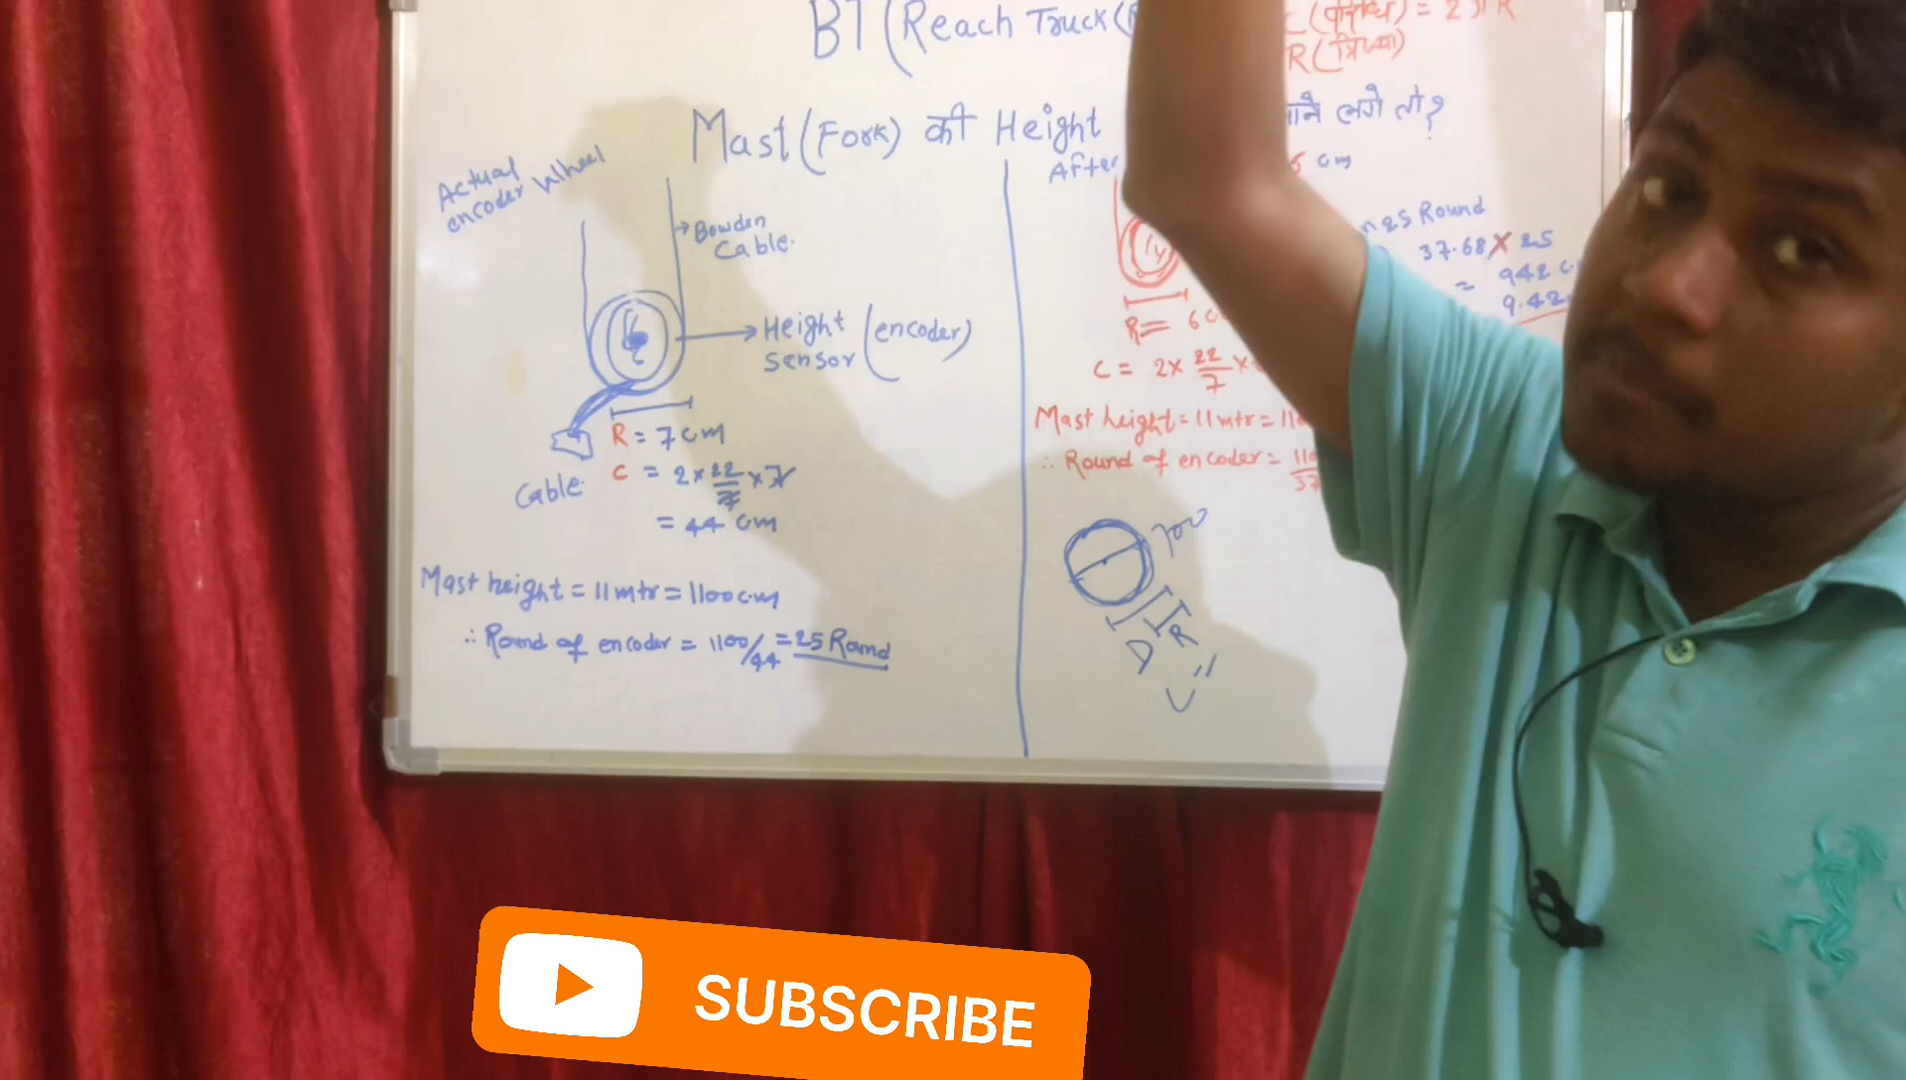 BT (Reach Truck (
C (परिधि) = 2πR
R (त्रिज्या)
Mast (Fork) की Height
आने लगे तो?
Actual
encoder Wheel
Bowden
Cable.
Height
Sensor (encoder)
Cable
R = 7 cm
C = 2 × 22/7 × 7
= 44 cm
Mast height = 11 mtr = 1100 cm
∴ Round of encoder = 1100/44 = 25 Round
After
6 cm
n 25 Round
37.68 × 25
= 942 c
9.42
R = 6 c
C = 2 × 22/7 ×
Mast height = 11 mtr = 110
∴ Round of encoder = 110
37
700
D
R
SUBSCRIBE